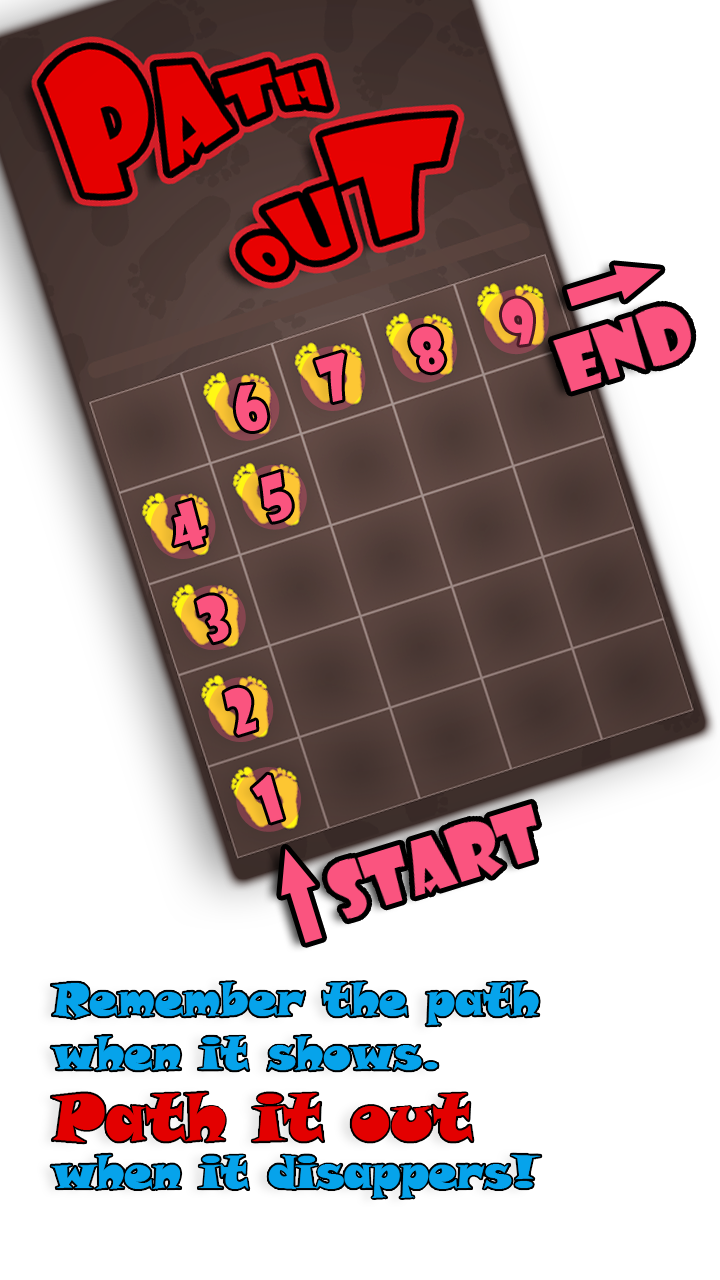 PATH
OUT
END
6 7 8 9
4 5
3
2
1
START
Remember the path
when it shows.
Path it out
when it disappers!